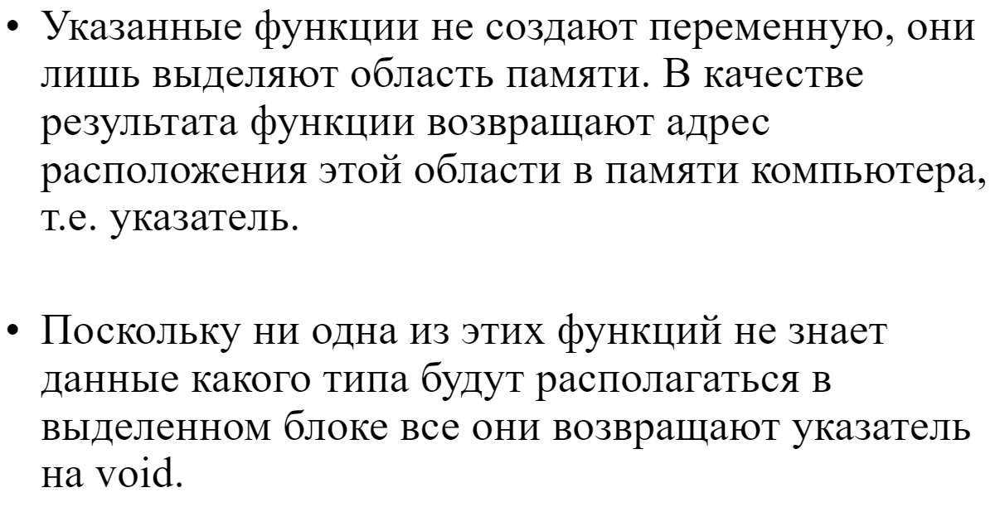 • Указанные функции не создают переменную, они
лишь выделяют область памяти. В качестве
результата функции возвращают адрес
расположения этой области в памяти компьютера,
т.е. указатель.
• Поскольку ни одна из этих функций не знает
данные какого типа будут располагаться в
выделенном блоке все они возвращают указатель
на void.